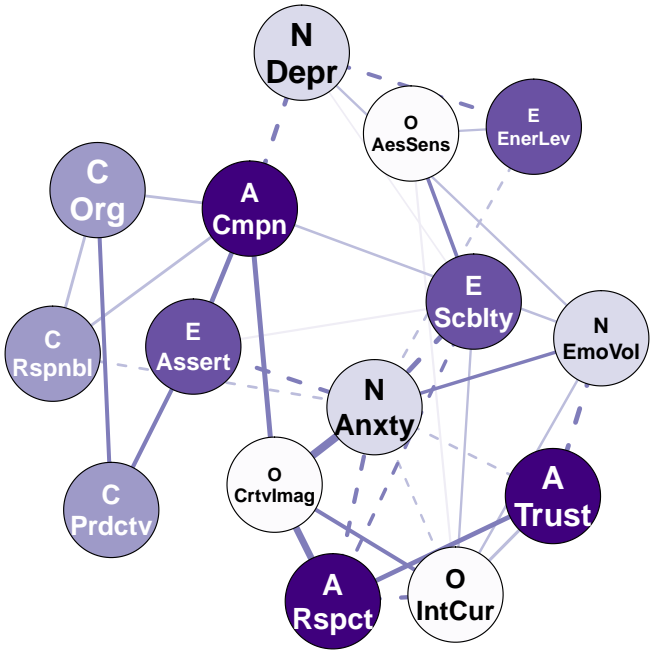 N
Depr
O
AesSens
E
EnerLev
C
Org
A
Cmpn
E
Scblty
N
EmoVol
C
Rspnbl
E
Assert
N
Anxty
O
CrtvImag
A
Trust
C
Prdctv
A
Rspct
O
IntCur